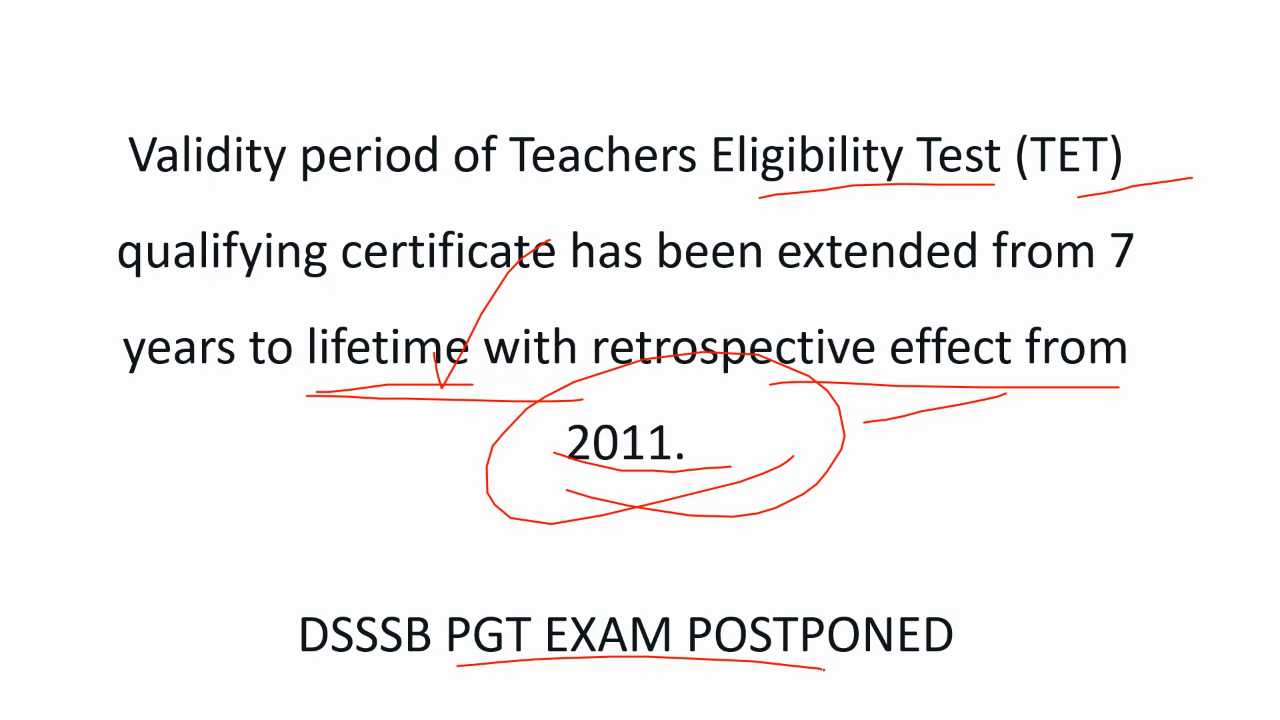 Validity period of Teachers Eligibility Test (TET)
qualifying certificate has been extended from 7
years to lifetime with retrospective effect from
2011.
DSSSB PGT EXAM POSTPONED